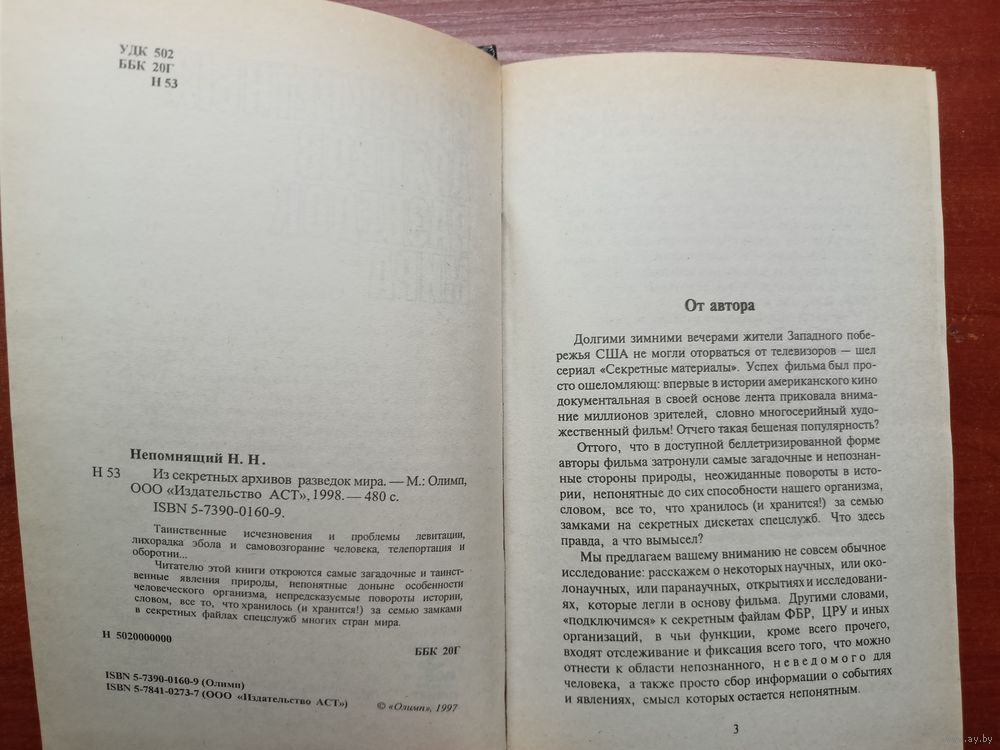 УДК 502
ББК 20Г
Н 53
Непомнящий Н. Н.
Н 53 Из секретных архивов разведок мира. — М.: Олимп,
ООО «Издательство АСТ», 1998. — 480 с.
ISBN 5-7390-0160-9.
Таинственные исчезновения и проблемы левитации,
лихорадка эбола и самовозгорание человека, телепортация и
оборотни...
Читателю этой книги откроются самые загадочные и таинст-
венные явления природы, непонятные доныне особенности
человеческого организма, непредсказуемые повороты истории,
словом, все то, что хранилось (и хранится!) за семью замками
в секретных файлах спецслужб многих стран мира.
Н 5020000000
ББК 20Г
ISBN 5-7390-0160-9 (Олимп)
ISBN 5-7841-0273-7 (ООО «Издательство АСТ»)
© «Олимп», 1997
От автора
Долгими зимними вечерами жители Западного побе-
режья США не могли оторваться от телевизоров — шел
сериал «Секретные материалы». Успех фильма был про-
сто ошеломляющ: впервые в истории американского кино
документальная в своей основе лента приковала внима-
ние миллионов зрителей, словно многосерийный худо-
жественный фильм! Отчего такая бешеная популярность?
Оттого, что в доступной беллетризированной форме
авторы фильма затронули самые загадочные и непознан-
ные стороны природы, неожиданные повороты в исто-
рии, непонятные до сих способности нашего организма,
словом, все то, что хранилось (и хранится!) за семью
замками на секретных дискетах спецслужб. Что здесь
правда, а что вымысел?
Мы предлагаем вашему вниманию не совсем обычное
исследование: расскажем о некоторых научных, или око-
лонаучных, или паранаучных, открытиях и исследовани-
ях, которые легли в основу фильма. Другими словами,
«подключимся» к секретным файлам ФБР, ЦРУ и иных
организаций, в чьи функции, кроме всего прочего,
входят отслеживание и фиксация всего того, что можно
отнести к области непознанного, неведомого для
человека, а также просто сбор информации о событиях
и явлениях, смысл которых остается непонятным.
3
www.ay.by